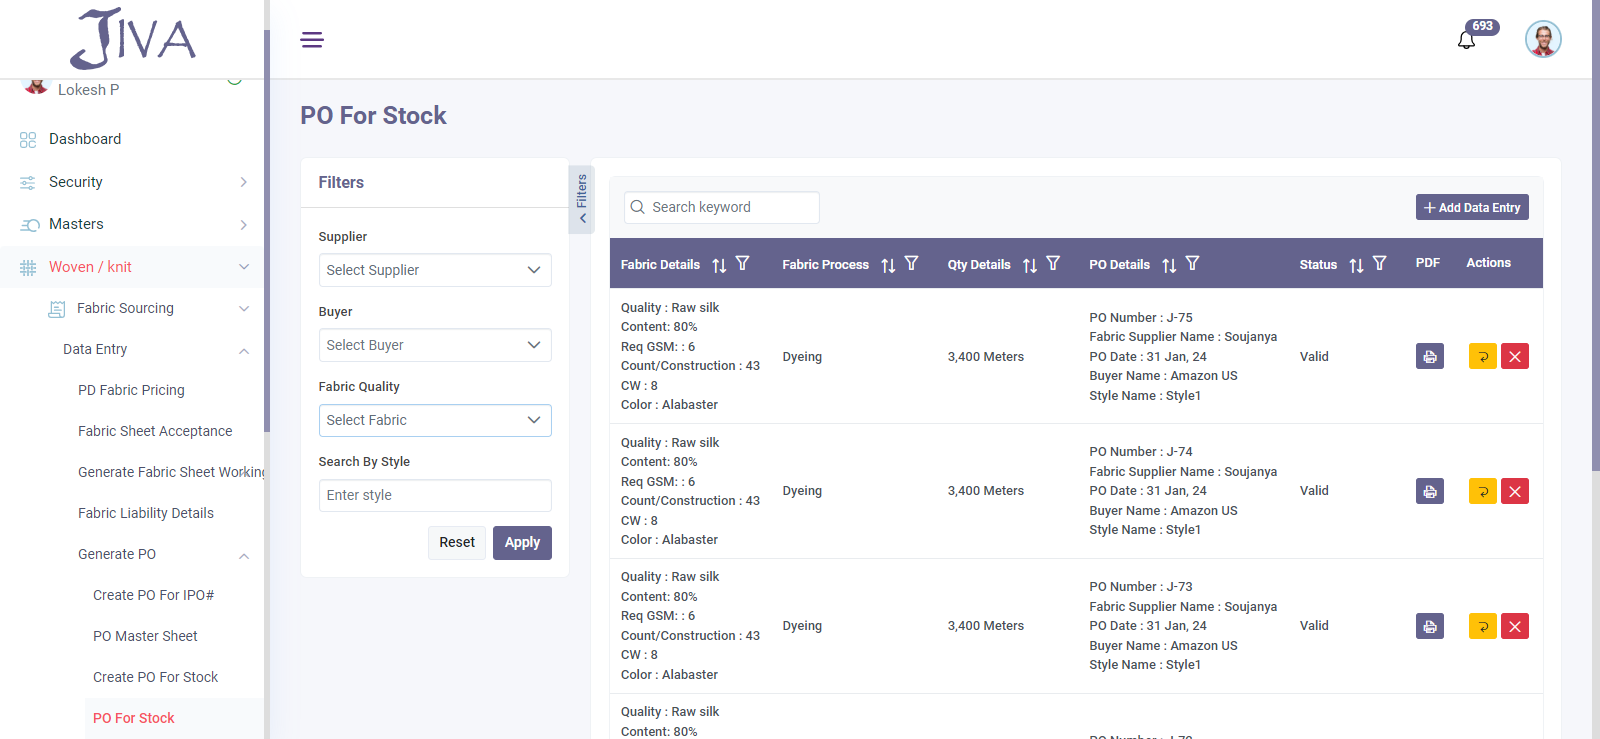 JIVA
693
Lokesh P
Dashboard
Security
Masters
Woven / knit
Fabric Sourcing
Data Entry
PD Fabric Pricing
Fabric Sheet Acceptance
Generate Fabric Sheet Working
Fabric Liability Details
Generate PO
Create PO For IPO#
PO Master Sheet
Create PO For Stock
PO For Stock
PO For Stock
Filters
Filters
Supplier
Select Supplier
Buyer
Select Buyer
Fabric Quality
Select Fabric
Search By Style
Enter style
Reset
Apply
Search keyword
Add Data Entry
Fabric Details
Fabric Process
Qty Details
PO Details
Status
PDF
Actions
Quality : Raw silk
Content: 80%
Req GSM: : 6
Count/Construction : 43
CW : 8
Color : Alabaster
Dyeing
3,400 Meters
PO Number : J-75
Fabric Supplier Name : Soujanya
PO Date : 31 Jan, 24
Buyer Name : Amazon US
Style Name : Style1
Valid
Quality : Raw silk
Content: 80%
Req GSM: : 6
Count/Construction : 43
CW : 8
Color : Alabaster
Dyeing
3,400 Meters
PO Number : J-74
Fabric Supplier Name : Soujanya
PO Date : 31 Jan, 24
Buyer Name : Amazon US
Style Name : Style1
Valid
Quality : Raw silk
Content: 80%
Req GSM: : 6
Count/Construction : 43
CW : 8
Color : Alabaster
Dyeing
3,400 Meters
PO Number : J-73
Fabric Supplier Name : Soujanya
PO Date : 31 Jan, 24
Buyer Name : Amazon US
Style Name : Style1
Valid
Quality : Raw silk
Content: 80%